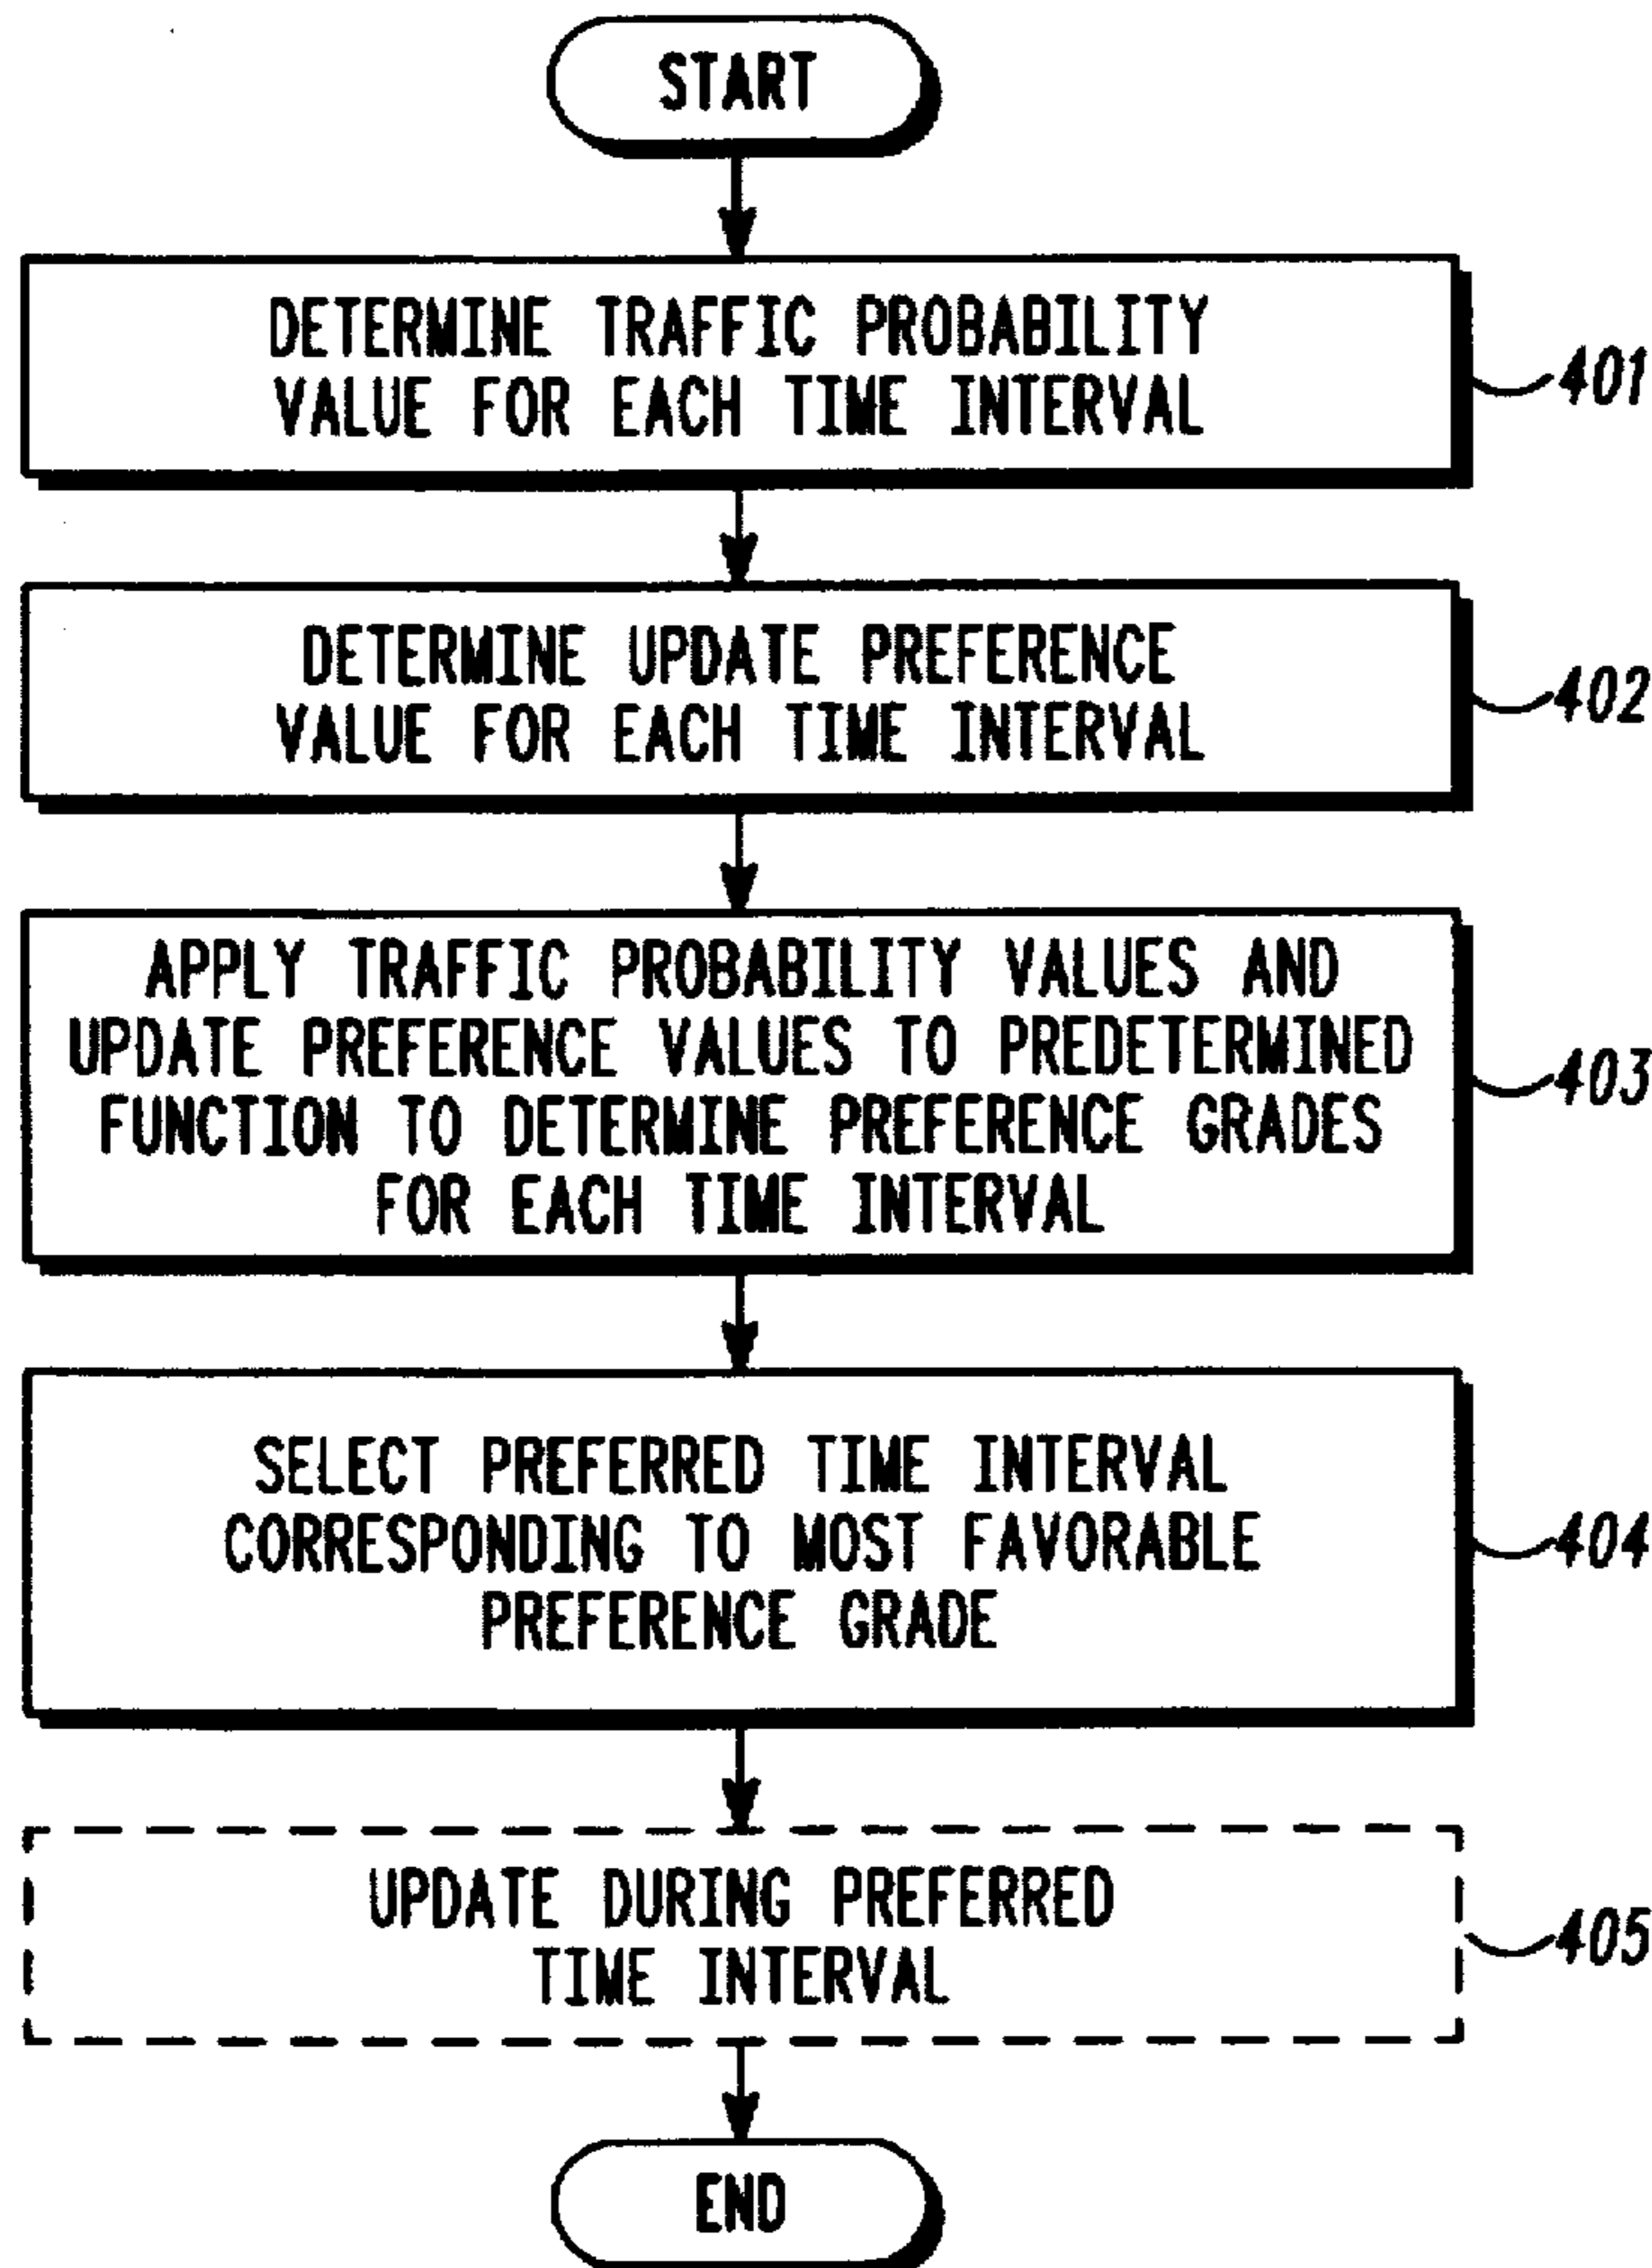 START
DETERMINE TRAFFIC PROBABILITY
VALUE FOR EACH TIME INTERVAL
401
DETERMINE UPDATE PREFERENCE
VALUE FOR EACH TIME INTERVAL
402
APPLY TRAFFIC PROBABILITY VALUES AND
UPDATE PREFERENCE VALUES TO PREDETERMINED
FUNCTION TO DETERMINE PREFERENCE GRADES
FOR EACH TIME INTERVAL
403
SELECT PREFERRED TIME INTERVAL
CORRESPONDING TO MOST FAVORABLE
PREFERENCE GRADE
404
UPDATE DURING PREFERRED
TIME INTERVAL
405
END